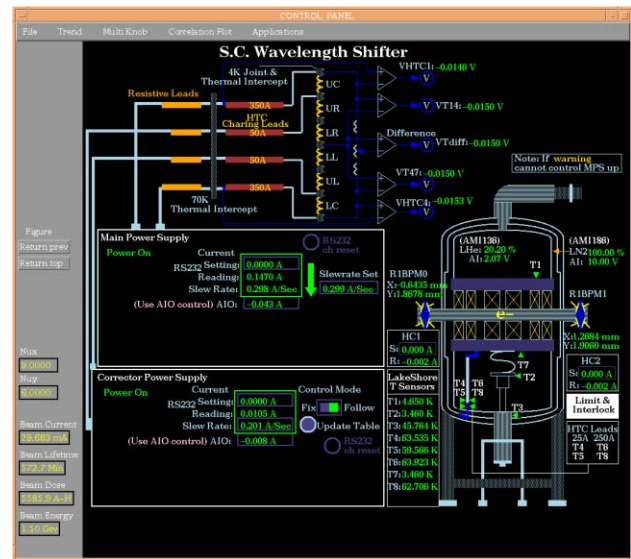 CONTROL PANEL
File Trend Multi Knob Correlation Plot Applications
S.C. Wavelength Shifter
4K Joint &
Thermal Intercept
Resistive Leads
HTC
Charing Leads
350A
50A
50A
350A
70K
Thermal Intercept
UC
UR
LR
LL
UL
LC
VHTC1: -0.0146 V
V
VT14: -0.0150 V
V
Difference
VTdiff: -0.0150 V
V
VT47: -0.0150 V
V
VHTC4: -0.0153 V
V
Note: If warning
cannot control MPS up
Figure
Return prev
Return top
Main Power Supply
Power On
RS232
ch reset
Current
RS232 Setting: 0.0000 A
Reading: 0.1470 A
Slew Rate: 0.298 A/Sec
Slewrate Set
0.299 A/Sec
(Use AIO control) AIO: -0.043 A
(AMI136)
LHe: 20.20 %
AI: 2.07 V
(AMI186)
LN2: 100.00 %
AI: 10.00 V
T1
R1BPM0
X: -0.6435 mm
Y: 1.8678 mm
e-
R1BPM1
X: 1.2684 mm
Y: 1.9060 mm
HC1
S: 0.000 A
R: -0.002 A
HC2
S: 0.000 A
R: -0.002 A
T7
T2
T4 T6
T5 T8
T3
Limit &
Interlock
HTC Leads
25A 250A
T4 T6
T5 T8
LakeShore
T Sensors
T1: 4.650 K
T2: 3.460 K
T3: 45.764 K
T4: 63.535 K
T5: 59.566 K
T6: 63.923 K
T7: 3.460 K
T8: 62.706 K
Corrector Power Supply
Power On
Current
RS232 Setting: 0.0000 A
Reading: 0.0105 A
Slew Rate: 0.201 A/Sec
(Use AIO control) AIO: -0.008 A
Control Mode
Fix Follow
Update Table
RS232
ch reset
Nux
Nuy
6.0000
Beam Current
Beam Lifetime
572.7 Min
Beam Dose
Beam Energy
1.50 Gev